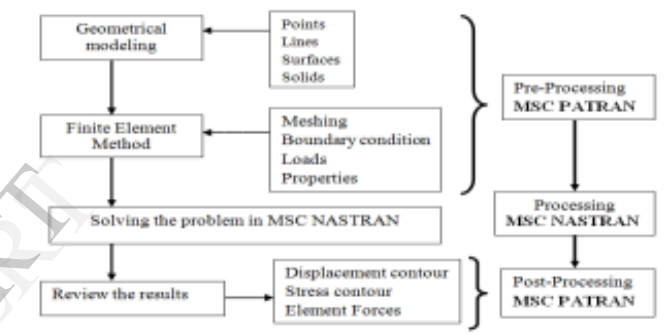 Geometrical
modeling
Points
Lines
Surfaces
Solids
Finite Element
Method
Meshing
Boundary condition
Loads
Properties
Pre-Processing
MSC PATRAN
Solving the problem in MSC NASTRAN
Processing
MSC NASTRAN
Review the results
Displacement contour
Stress contour
Element Forces
Post-Processing
MSC PATRAN